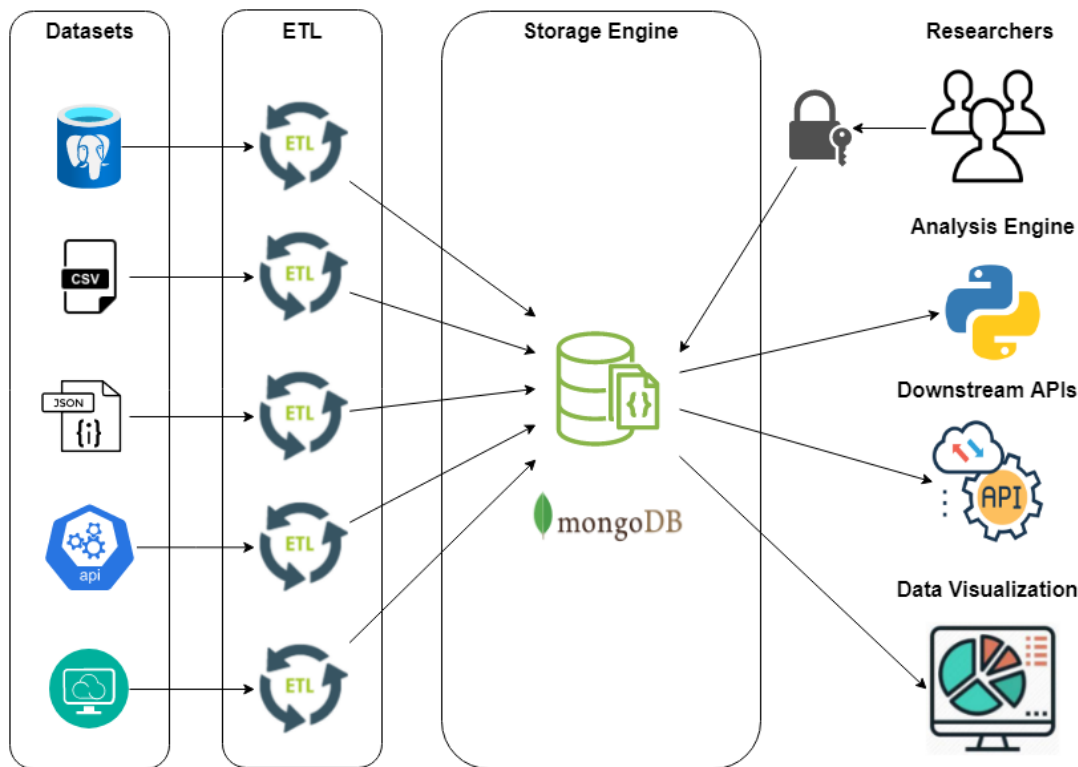 Datasets
ETL
Storage Engine
Researchers
ETL
CSV
ETL
Analysis Engine
JSON
{i}
ETL
{}
Downstream APIs
API
api
ETL
mongoDB
Data Visualization
ETL